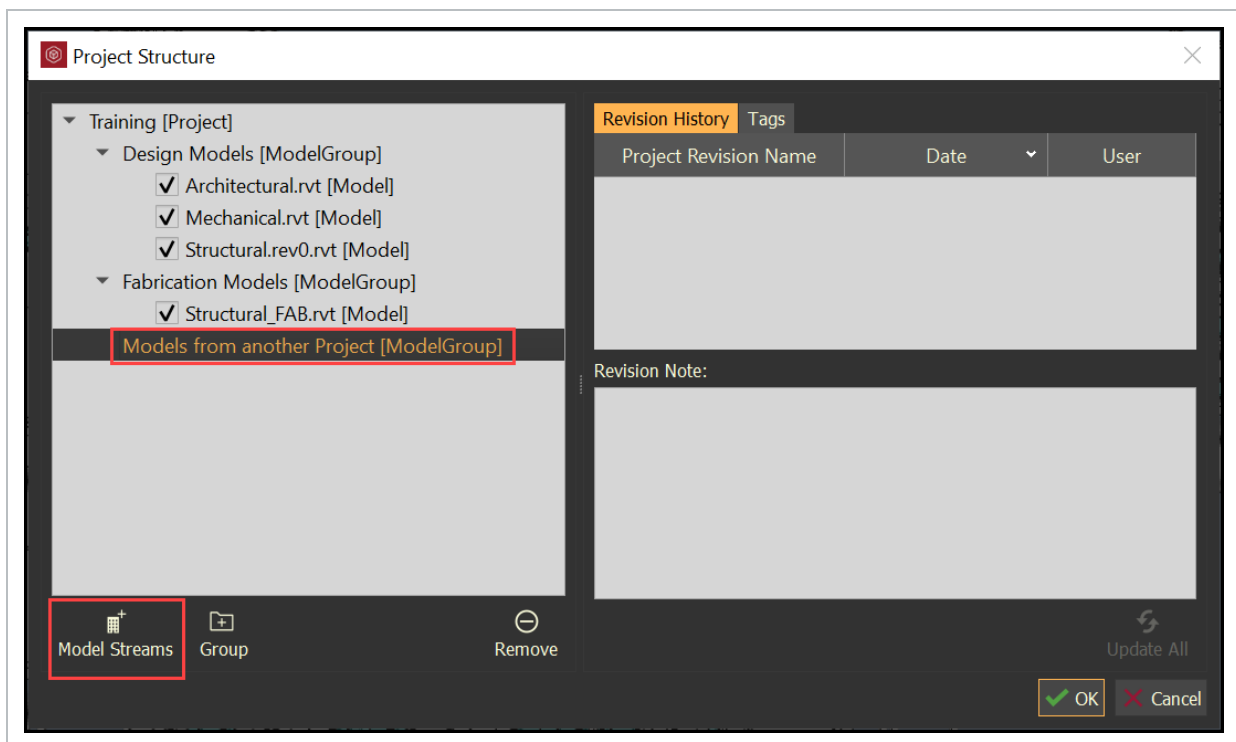 Project Structure
Training [Project]
Design Models [ModelGroup]
Architectural.rvt [Model]
Mechanical.rvt [Model]
Structural.rev0.rvt [Model]
Fabrication Models [ModelGroup]
Structural_FAB.rvt [Model]
Models from another Project [ModelGroup]
Model Streams
Group
Remove
Revision History Tags
Project Revision Name Date User
Revision Note:
Update All
OK Cancel